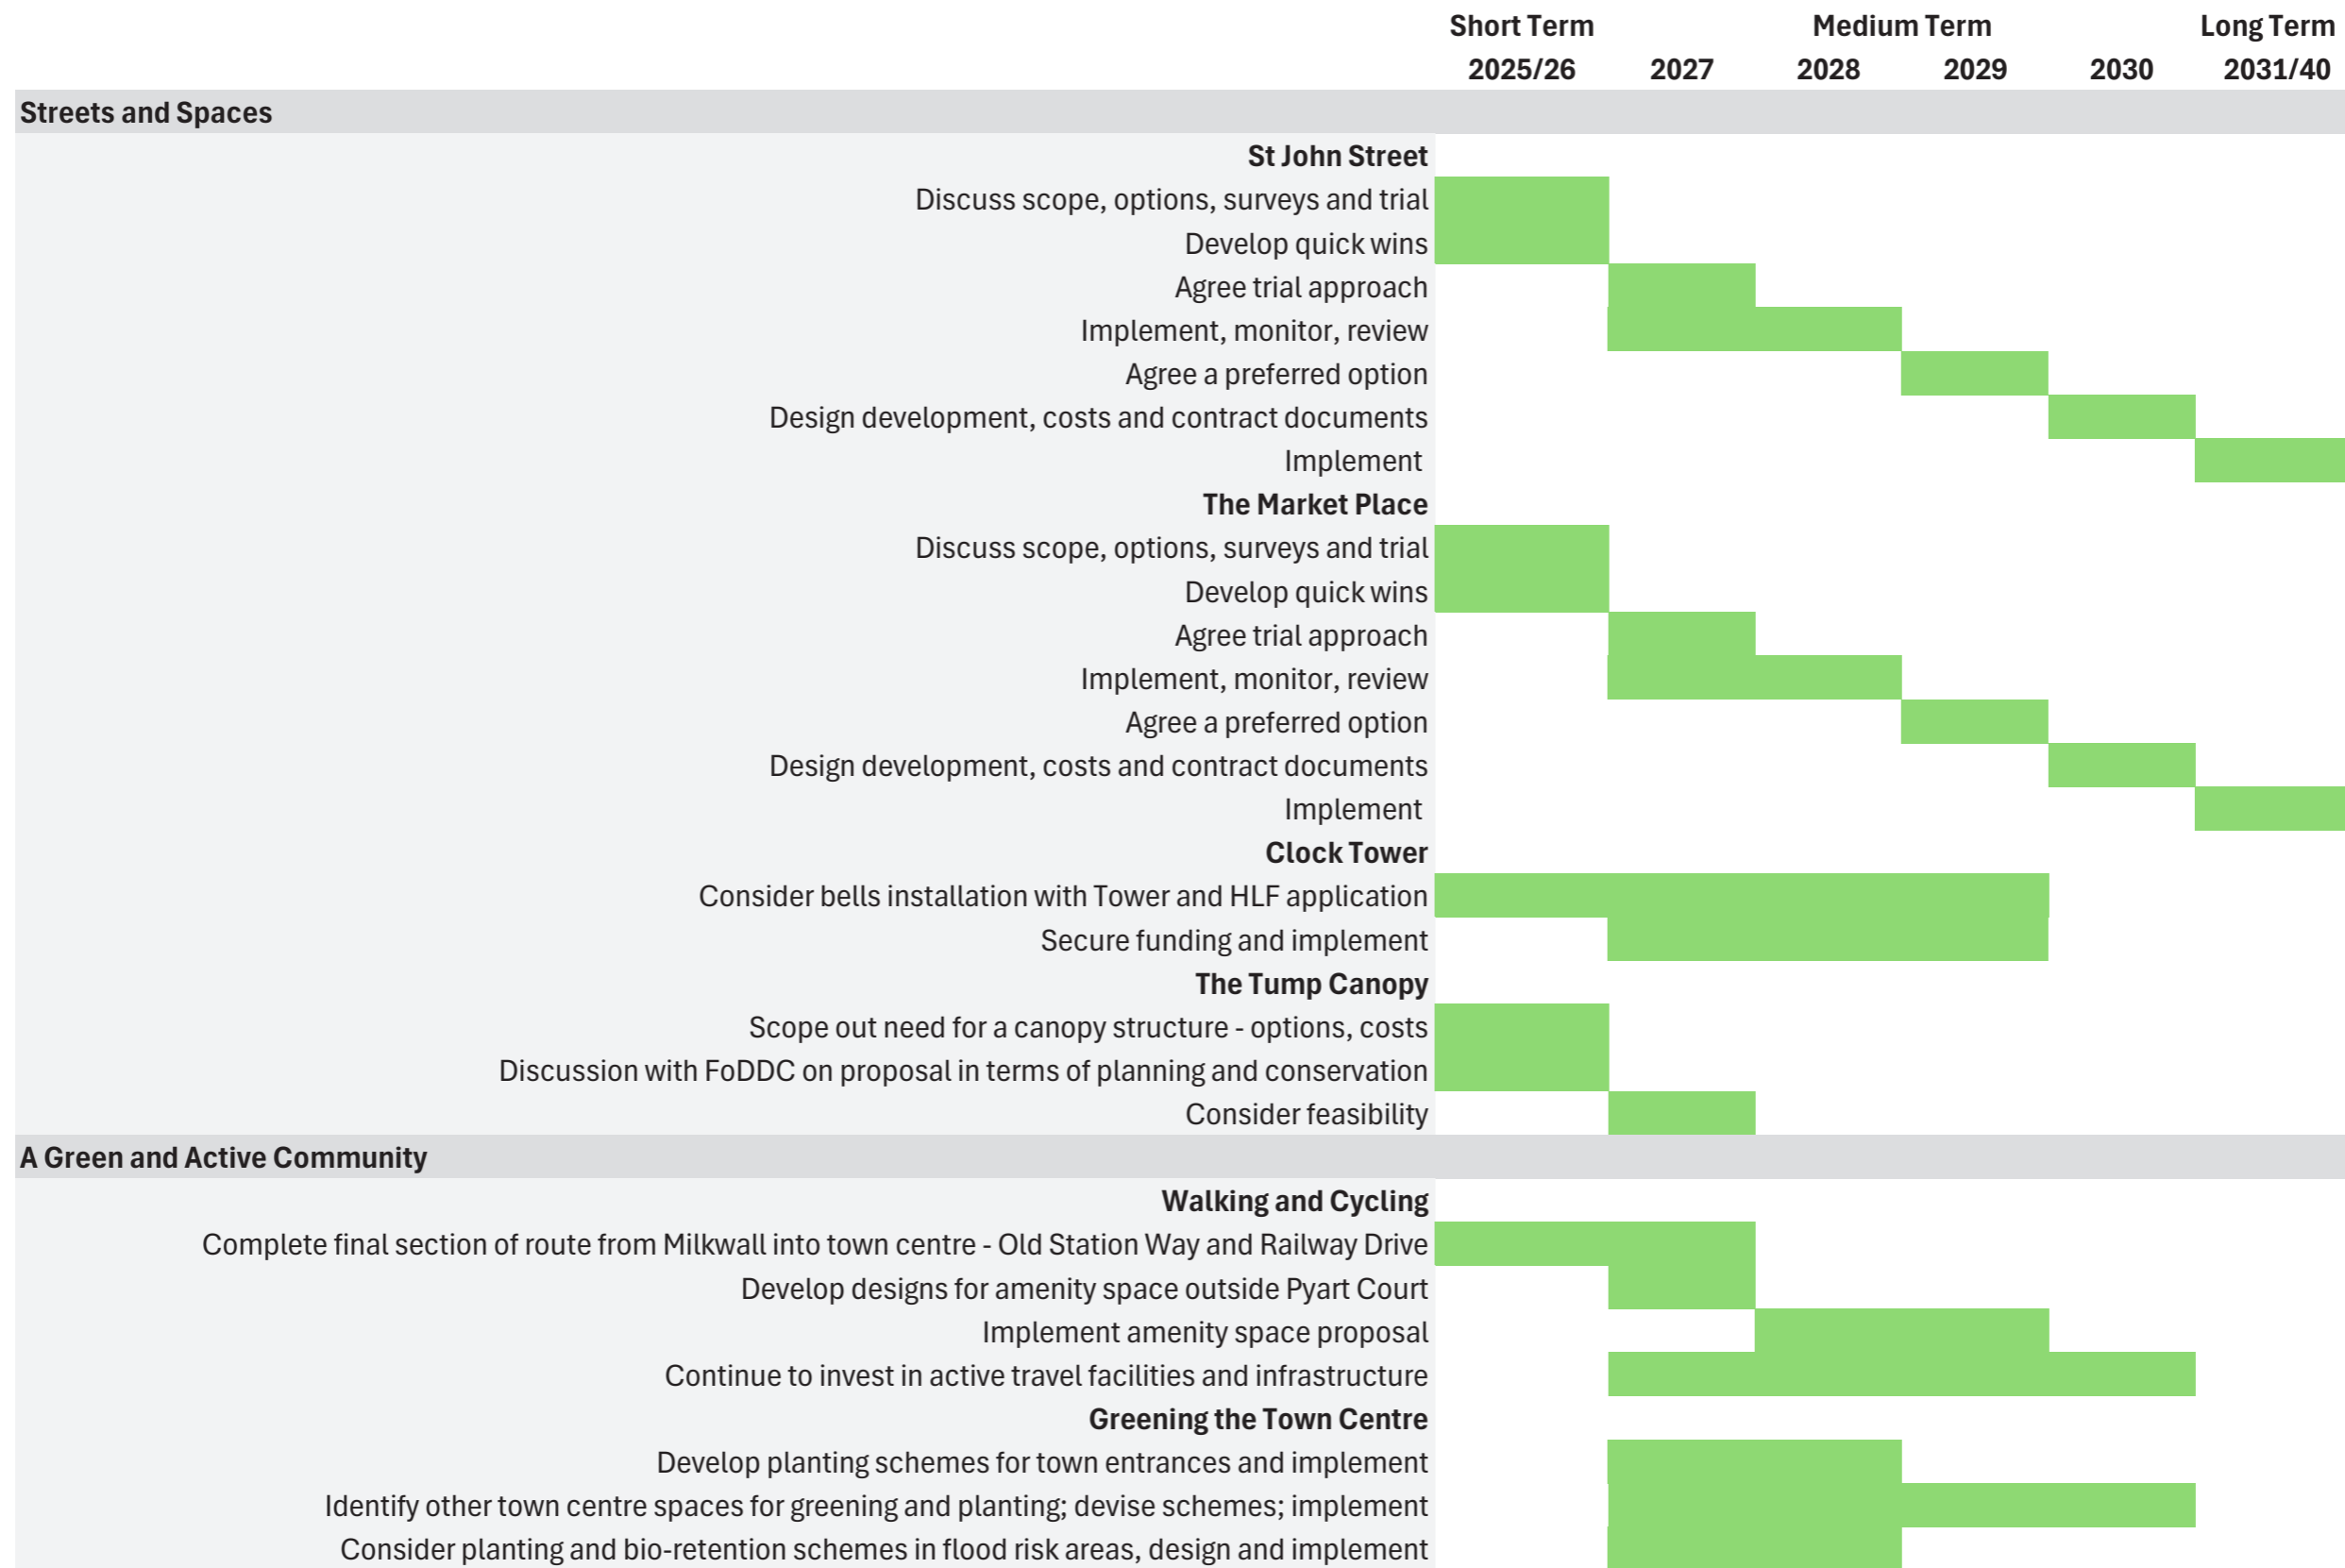 Short Term Medium Term Long Term
2025/26 2027 2028 2029 2030 2031/40
Streets and Spaces
St John Street
Discuss scope, options, surveys and trial
Develop quick wins
Agree trial approach
Implement, monitor, review
Agree a preferred option
Design development, costs and contract documents
Implement
The Market Place
Discuss scope, options, surveys and trial
Develop quick wins
Agree trial approach
Implement, monitor, review
Agree a preferred option
Design development, costs and contract documents
Implement
Clock Tower
Consider bells installation with Tower and HLF application
Secure funding and implement
The Tump Canopy
Scope out need for a canopy structure - options, costs
Discussion with FoDDC on proposal in terms of planning and conservation
Consider feasibility
A Green and Active Community
Walking and Cycling
Complete final section of route from Milkwall into town centre - Old Station Way and Railway Drive
Develop designs for amenity space outside Pyart Court
Implement amenity space proposal
Continue to invest in active travel facilities and infrastructure
Greening the Town Centre
Develop planting schemes for town entrances and implement
Identify other town centre spaces for greening and planting; devise schemes; implement
Consider planting and bio-retention schemes in flood risk areas, design and implement